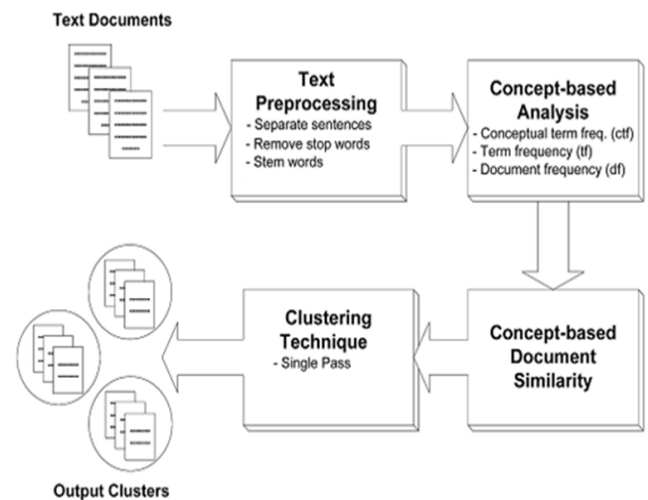 Text Documents
Text
Preprocessing
- Separate sentences
- Remove stop words
- Stem words
Concept-based
Analysis
- Conceptual term freq. (ctf)
- Term frequency (tf)
- Document frequency (df)
Concept-based
Document
Similarity
Clustering
Technique
- Single Pass
Output Clusters